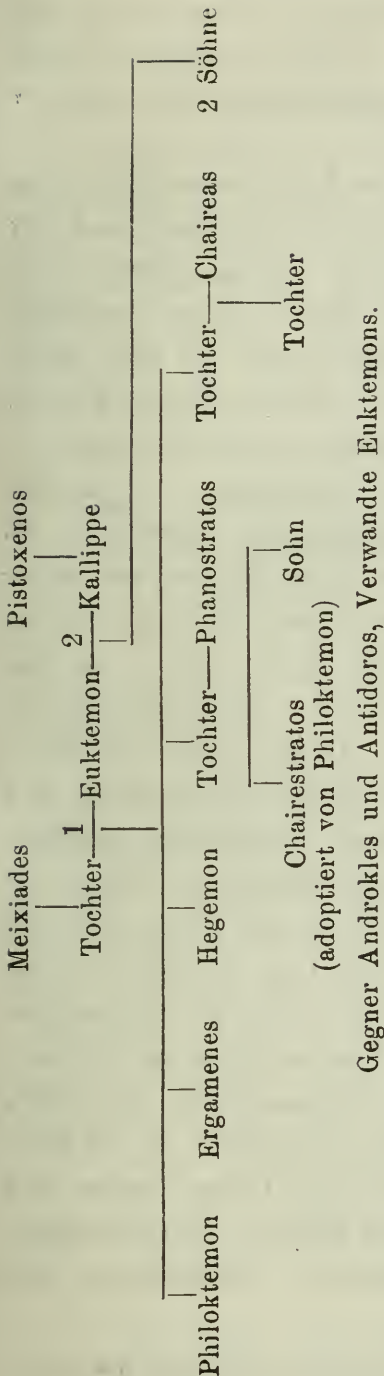 Meixiades Pistoxenos
Tochter 1 Euktemon 2 Kallippe
Philoktemon Ergamenes Hegemon Tochter Phanostratos Tochter Chaireas 2 Söhne
Chairestratos Sohn Tochter
(adoptiert von Philoktemon)
Gegner Androkles und Antidoros, Verwandte Euktemons.